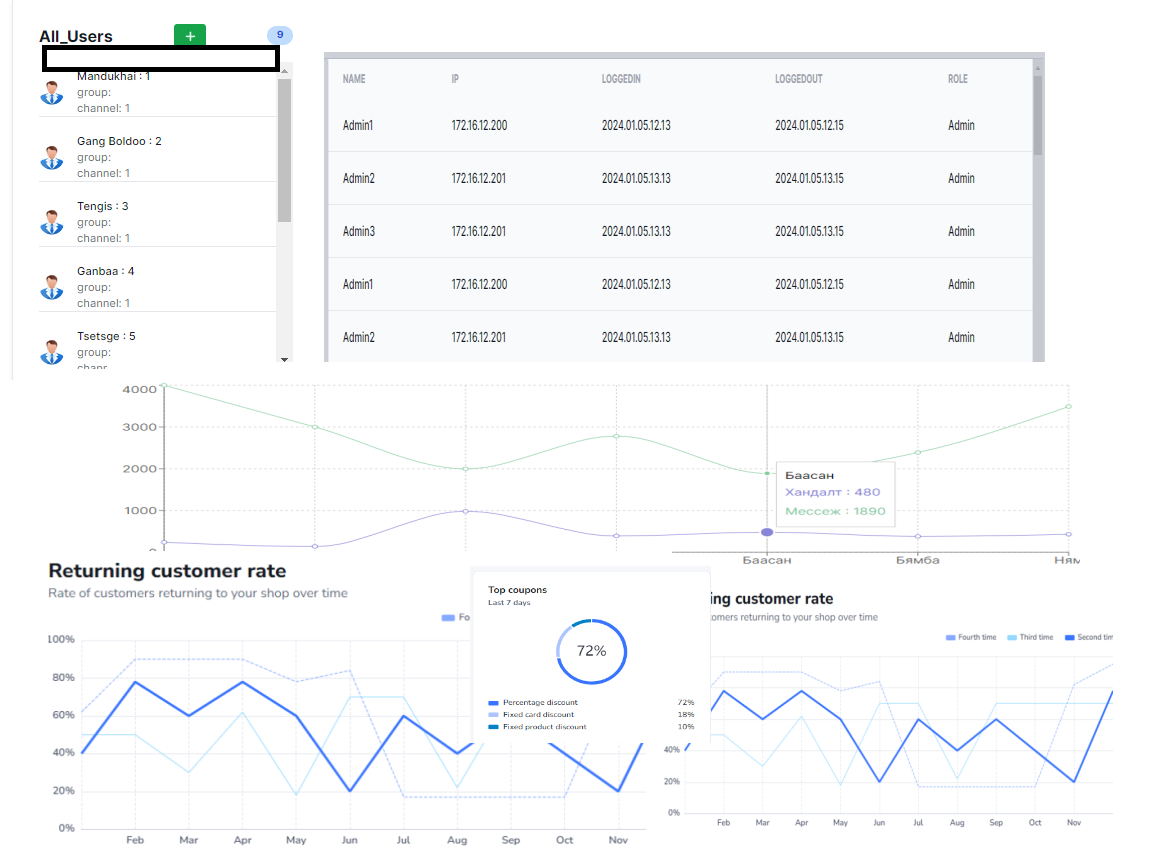 All_Users
+
9
Mandukhai : 1
group:
channel: 1
Gang Boldoo : 2
group:
channel: 1
Tengis : 3
group:
channel: 1
Ganbaa : 4
group:
channel: 1
Tsetsge : 5
group:
NAME IP LOGGEDIN LOGGEDOUT ROLE
Admin1 172.16.12.200 2024.01.05.12.13 2024.01.05.12.15 Admin
Admin2 172.16.12.201 2024.01.05.13.13 2024.01.05.13.15 Admin
Admin3 172.16.12.201 2024.01.05.13.13 2024.01.05.13.15 Admin
Admin1 172.16.12.200 2024.01.05.12.13 2024.01.05.12.15 Admin
Admin2 172.16.12.201 2024.01.05.13.13 2024.01.05.13.15 Admin
4000
3000
2000
1000
0
Баасан
Хандалт : 480
Мессеж : 1890
Баасан Бямба Ням
Returning customer rate
Rate of customers returning to your shop over time
Fo
100%
80%
60%
40%
20%
0%
Feb Mar Apr May Jun Jul Aug Sep Oct Nov
Top coupons
Last 7 days
72%
Percentage discount 72%
Fixed card discount 18%
Fixed product discount 10%
ing customer rate
omers returning to your shop over time
Fourth time Third time Second tim
40%
20%
0%
Feb Mar Apr May Jun Jul Aug Sep Oct Nov